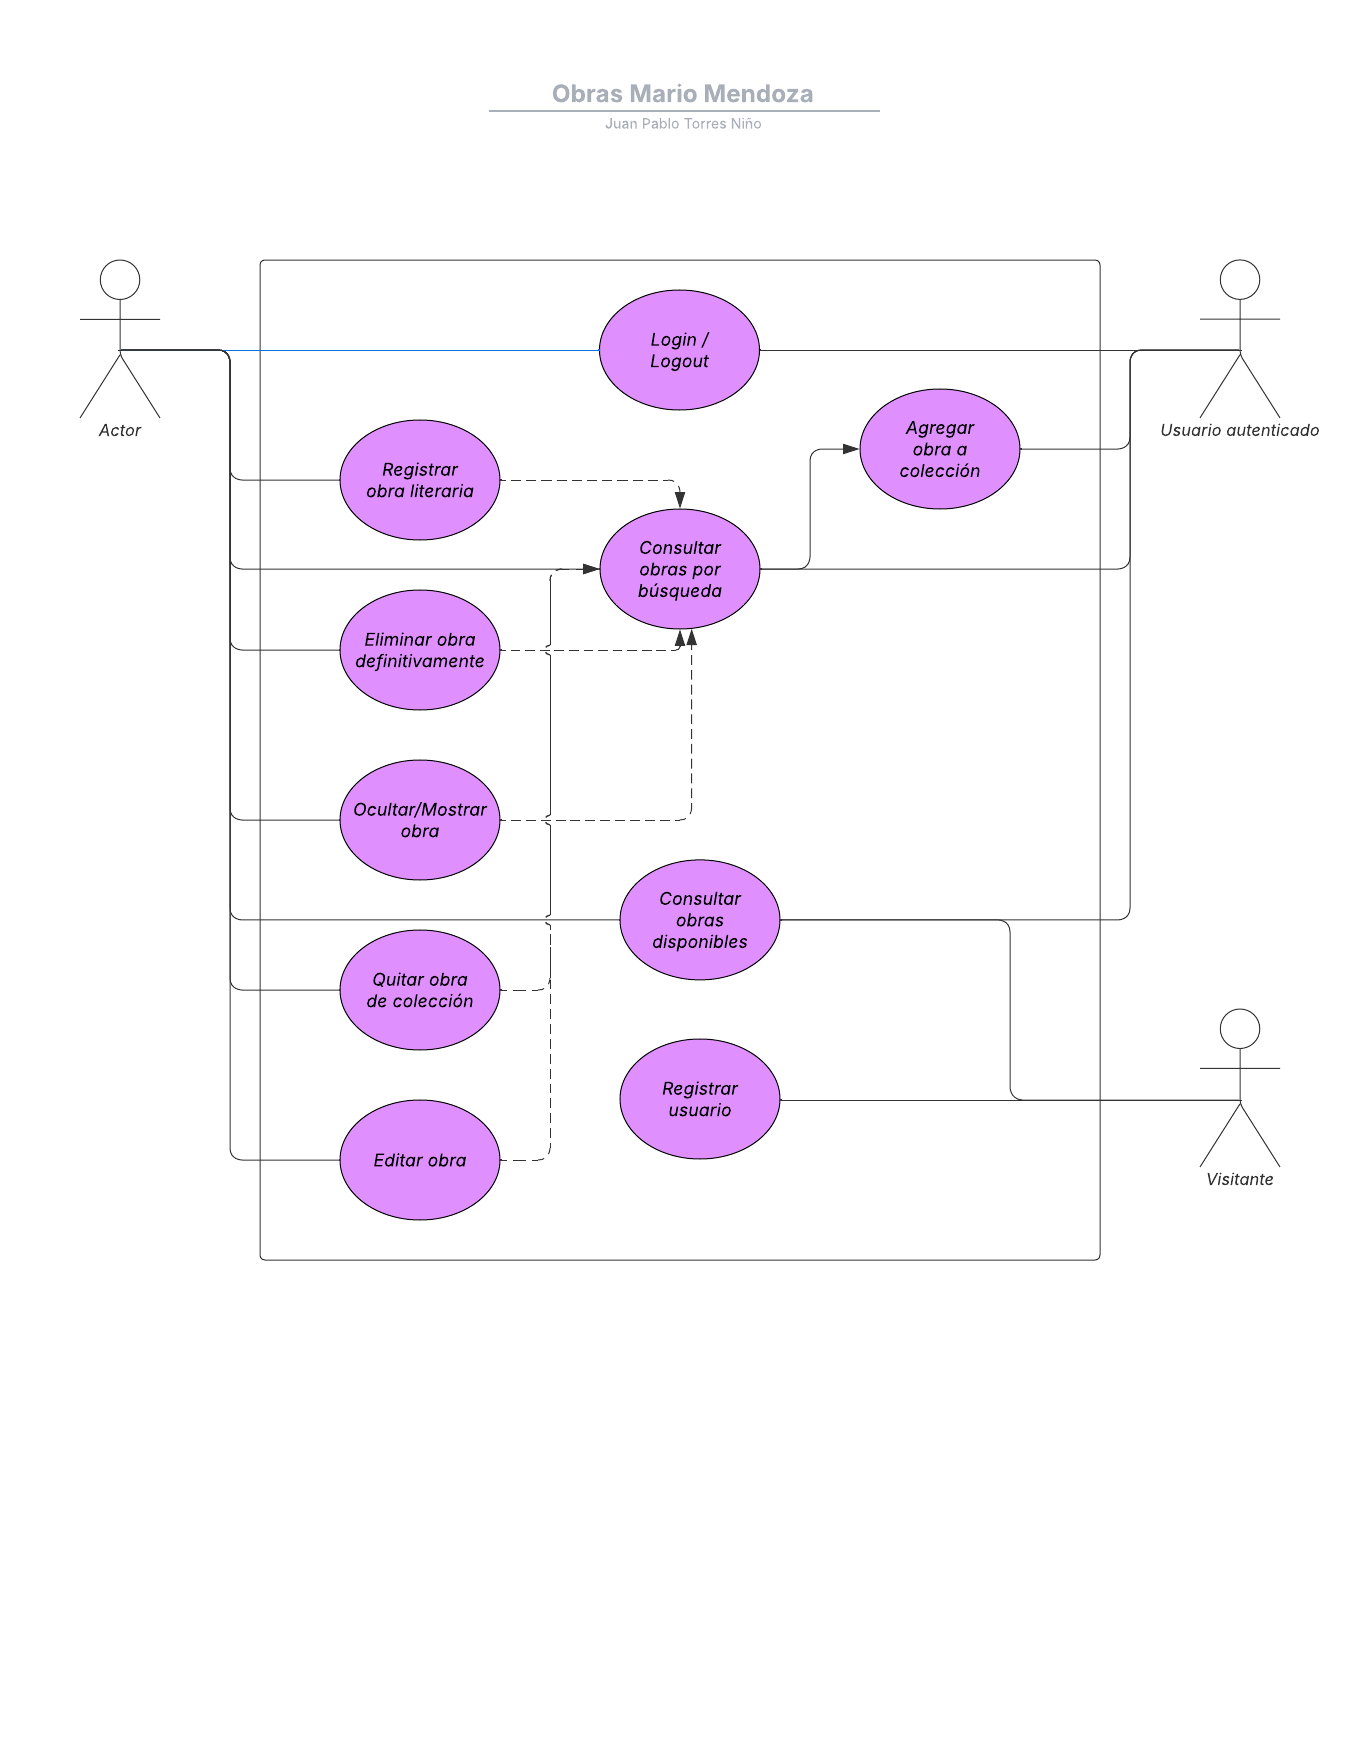 Obras Mario Mendoza
Juan Pablo Torres Niño
Login /
Logout
Actor
Usuario autenticado
Agregar
obra a
colección
Registrar
obra literaria
Consultar
obras por
búsqueda
Eliminar obra
definitivamente
Ocultar/Mostrar
obra
Consultar
obras
disponibles
Quitar obra
de colección
Registrar
usuario
Editar obra
Visitante